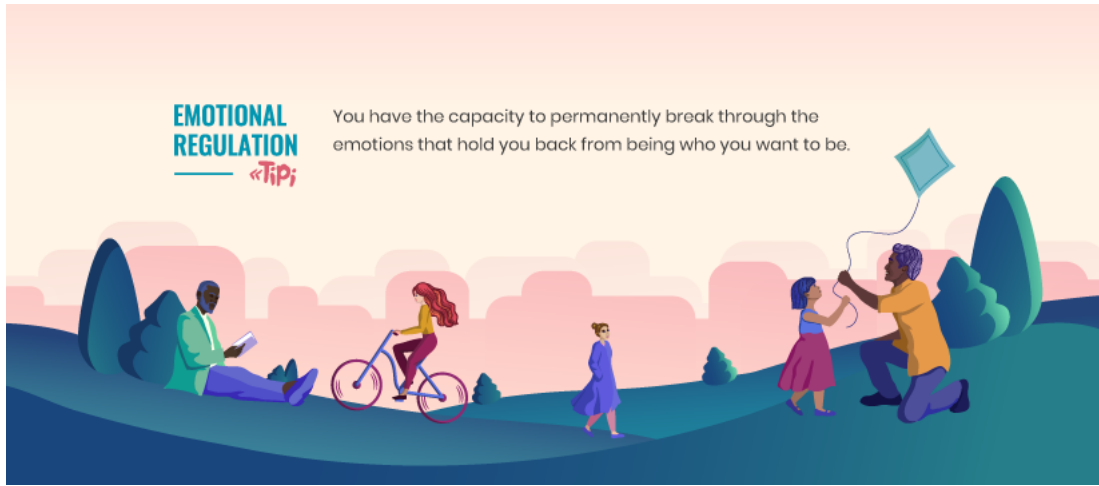 EMOTIONAL
REGULATION
«Tipi
You have the capacity to permanently break through the
emotions that hold you back from being who you want to be.